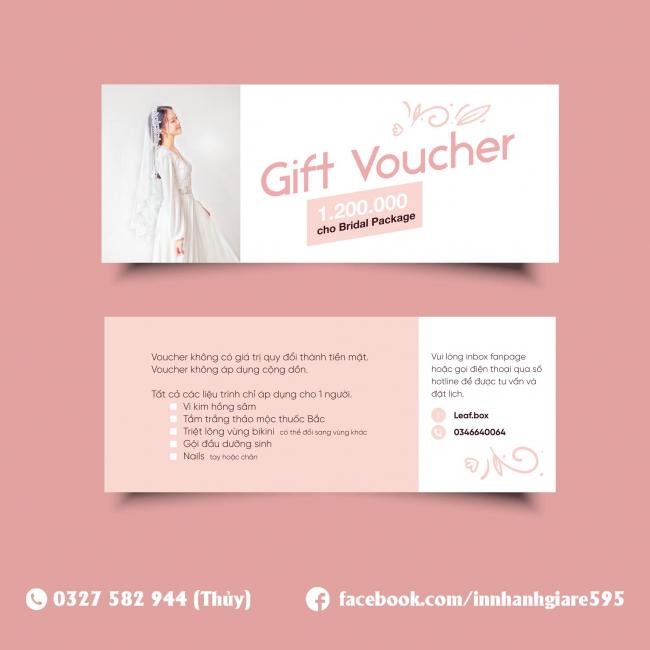 Gift Voucher
1.200.000
cho Bridal Package
Voucher không có giá trị quy đổi thành tiền mặt.
Voucher không áp dụng cộng dồn.
Tất cả các liệu trình chỉ áp dụng cho 1 người.
Vi kim hồng sâm
Tắm trắng thảo mộc thuốc Bắc
Triệt lông vùng bikini có thể đổi sang vùng khác
Gội đầu dưỡng sinh
Nails tay hoặc chân
Vui lòng inbox fanpage
hoặc gọi điện thoại qua số
hotline để được tư vấn và
đặt lịch.
Leaf.box
0346640064
0327 582 944 (Thủy)
facebook.com/innhanhgiare595